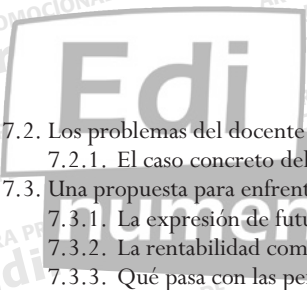 Edi
7.2. Los problemas del docente
7.2.1. El caso concreto del
7.3. Una propuesta para enfrent
7.3.1. La expresión de futu
7.3.2. La rentabilidad com
7.3.3. Qué pasa con las per